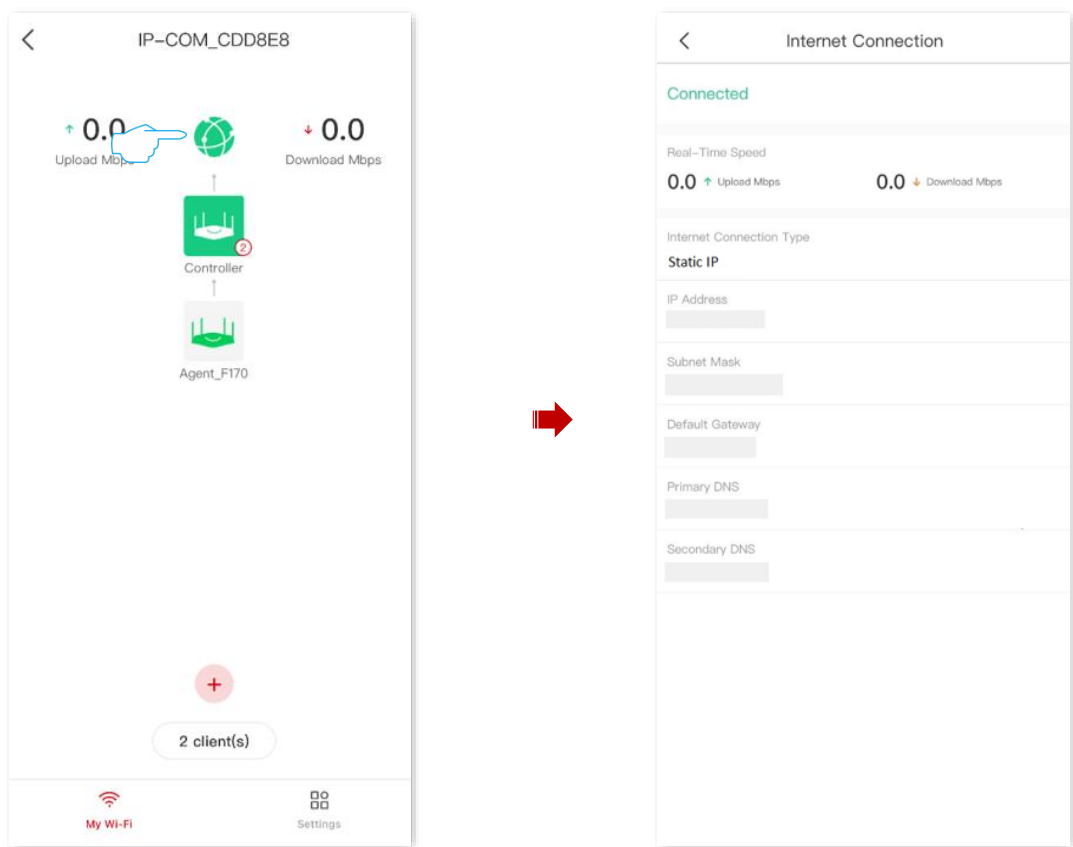 IP-COM_CDD8E8
0.0
0.0
Upload Mbps
Download Mbps
2
Controller
Agent_F170
+
2 client(s)
My Wi-Fi
Settings
Internet Connection
Connected
Real-Time Speed
0.0 ↑ Upload Mbps
0.0 ↓ Download Mbps
Internet Connection Type
Static IP
IP Address
Subnet Mask
Default Gateway
Primary DNS
Secondary DNS